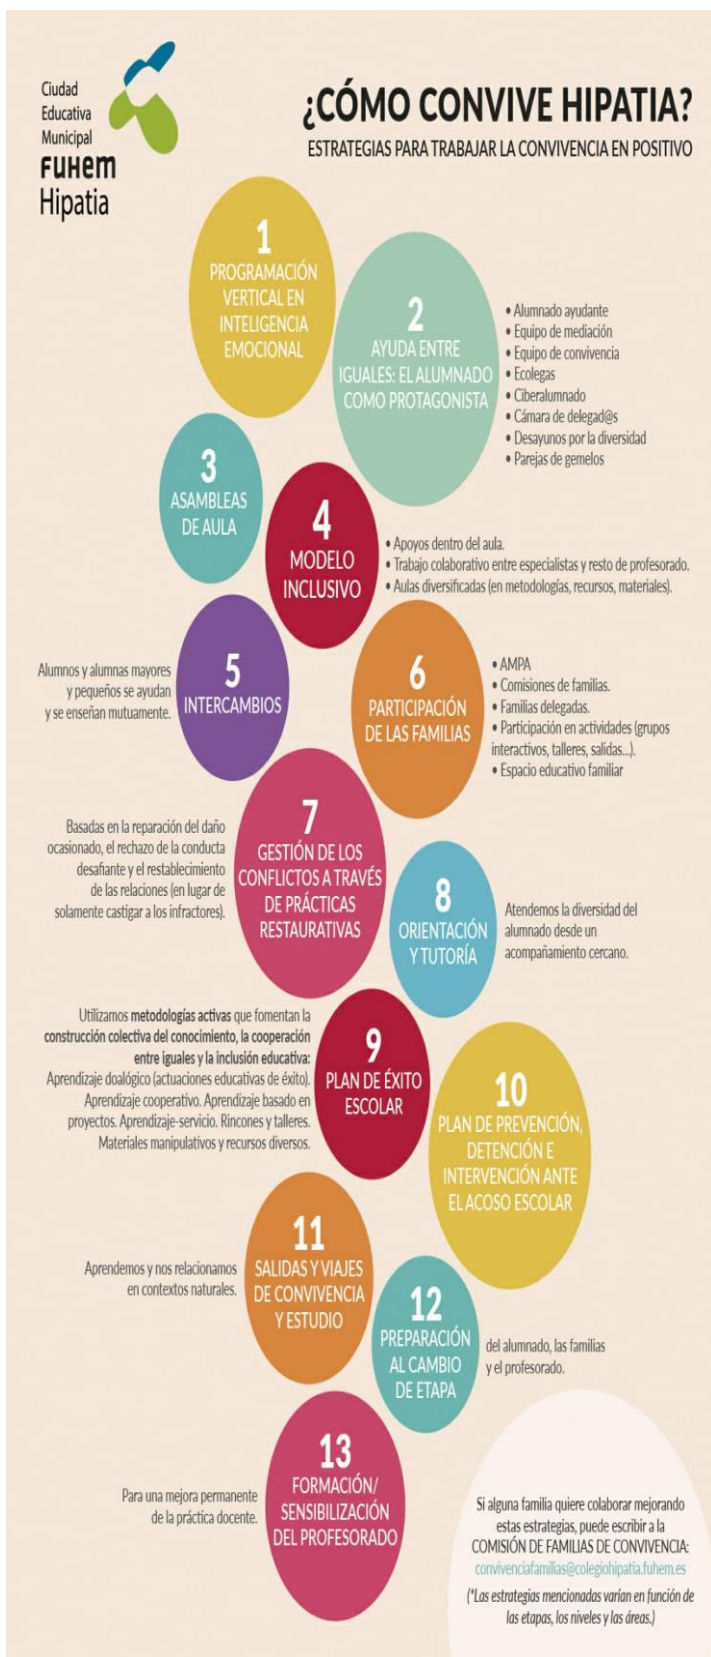 Ciudad
Educativa
Municipal
FUHEM
Hipatia
¿CÓMO CONVIVE HIPATIA?
ESTRATEGIAS PARA TRABAJAR LA CONVIVENCIA EN POSITIVO
1
PROGRAMACIÓN
VERTICAL EN
INTELIGENCIA
EMOCIONAL
2
AYUDA ENTRE
IGUALES: EL ALUMNADO
COMO PROTAGONISTA
• Alumnado ayudante
• Equipo de mediación
• Equipo de convivencia
• Ecolegas
• Ciberalumnado
• Cámara de delegad@s
• Desayunos por la diversidad
• Parejas de gemelos
3
ASAMBLEAS
DE AULA
4
MODELO
INCLUSIVO
• Apoyos dentro del aula.
• Trabajo colaborativo entre especialistas y resto de profesorado.
• Aulas diversificadas (en metodologías, recursos, materiales).
5
INTERCAMBIOS
Alumnos y alumnas mayores
y pequeños se ayudan
y se enseñan mutuamente.
6
PARTICIPACIÓN
DE LAS FAMILIAS
• AMPA
• Comisiones de familias.
• Familias delegadas.
• Participación en actividades (grupos
interactivos, talleres, salidas...).
• Espacio educativo familiar
7
GESTIÓN DE LOS
CONFLICTOS A TRAVÉS
DE PRÁCTICAS
RESTAURATIVAS
Basadas en la reparación del daño
ocasionado, el rechazo de la conducta
desafiante y el restablecimiento
de las relaciones (en lugar de
solamente castigar a los infractores).
8
ORIENTACIÓN
Y TUTORÍA
Atendemos la diversidad del
alumnado desde un
acompañamiento cercano.
9
PLAN DE ÉXITO
ESCOLAR
Utilizamos metodologías activas que fomentan la
construcción colectiva del conocimiento, la cooperación
entre iguales y la inclusión educativa:
Aprendizaje doalógico (actuaciones educativas de éxito).
Aprendizaje cooperativo. Aprendizaje basado en
proyectos. Aprendizaje-servicio. Rincones y talleres.
Materiales manipulativos y recursos diversos.
10
PLAN DE PREVENCIÓN,
DETENCIÓN E
INTERVENCIÓN ANTE
EL ACOSO ESCOLAR
11
SALIDAS Y VIAJES
DE CONVIVENCIA
Y ESTUDIO
Aprendemos y nos relacionamos
en contextos naturales.
12
PREPARACIÓN
AL CAMBIO
DE ETAPA
del alumnado, las familias
y el profesorado.
13
FORMACIÓN/
SENSIBILIZACIÓN
DEL PROFESORADO
Para una mejora permanente
de la práctica docente.
Si alguna familia quiere colaborar mejorando
estas estrategias, puede escribir a la
COMISIÓN DE FAMILIAS DE CONVIVENCIA:
convivenciafamilias@colegiohipatia.fuhem.es
(*Las estrategias mencionadas varían en función de
las etapas, los niveles y las áreas.)